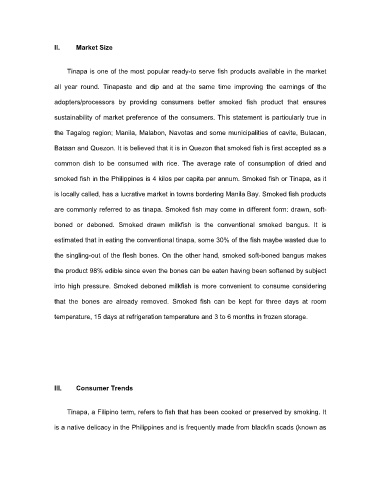 II. Market Size
Tinapa is one of the most popular ready-to serve fish products available in the market
all year round. Tinapaste and dip and at the same time improving the earnings of the
adopters/processors by providing consumers better smoked fish product that ensures
sustainability of market preference of the consumers. This statement is particularly true in
the Tagalog region; Manila, Malabon, Navotas and some municipalities of cavite, Bulacan,
Bataan and Quezon. It is believed that it is in Quezon that smoked fish is first accepted as a
common dish to be consumed with rice. The average rate of consumption of dried and
smoked fish in the Philippines is 4 kilos per capita per annum. Smoked fish or Tinapa, as it
is locally called, has a lucrative market in towns bordering Manila Bay. Smoked fish products
are commonly referred to as tinapa. Smoked fish may come in different form: drawn, soft-
boned or deboned. Smoked drawn milkfish is the conventional smoked bangus. It is
estimated that in eating the conventional tinapa, some 30% of the fish maybe wasted due to
the singling-out of the flesh bones. On the other hand, smoked soft-boned bangus makes
the product 98% edible since even the bones can be eaten having been softened by subject
into high pressure. Smoked deboned milkfish is more convenient to consume considering
that the bones are already removed. Smoked fish can be kept for three days at room
temperature, 15 days at refrigeration temperature and 3 to 6 months in frozen storage.
III. Consumer Trends
Tinapa, a Filipino term, refers to fish that has been cooked or preserved by smoking. It
is a native delicacy in the Philippines and is frequently made from blackfin scads (known as